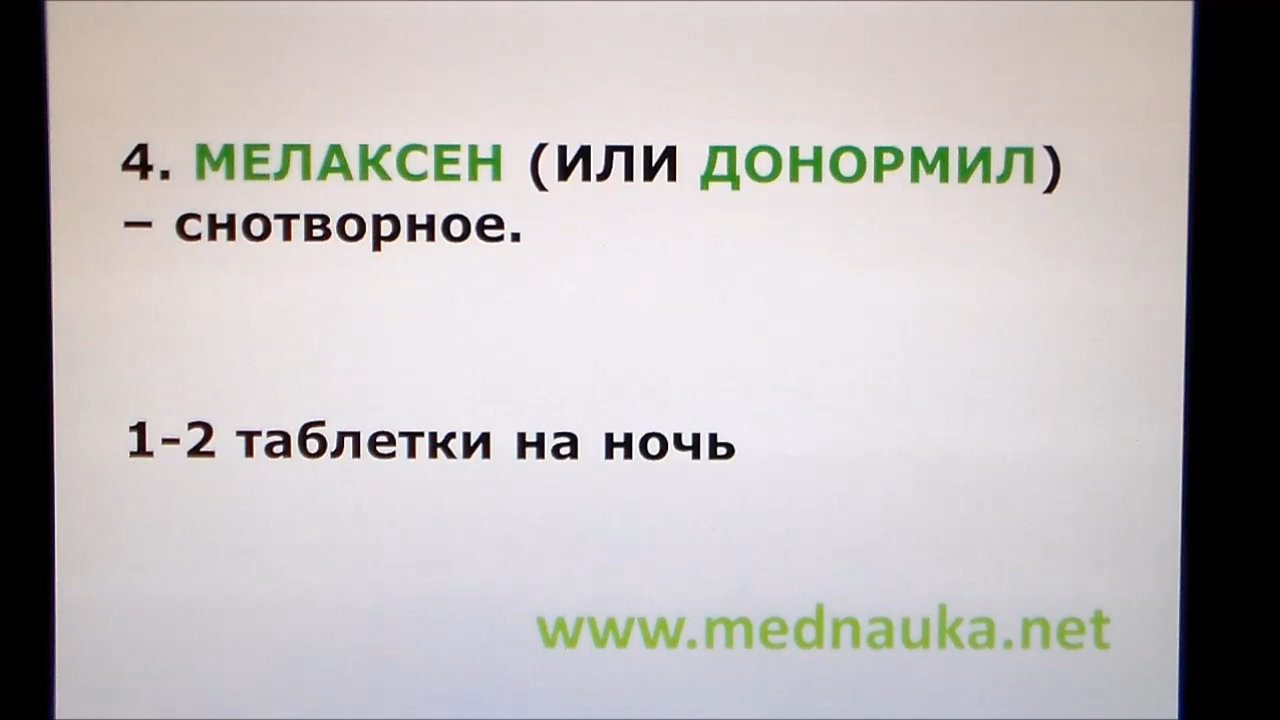 4. МЕЛАКСЕН (ИЛИ ДОНОРМИЛ)
– снотворное.
1-2 таблетки на ночь
www.mednauka.net